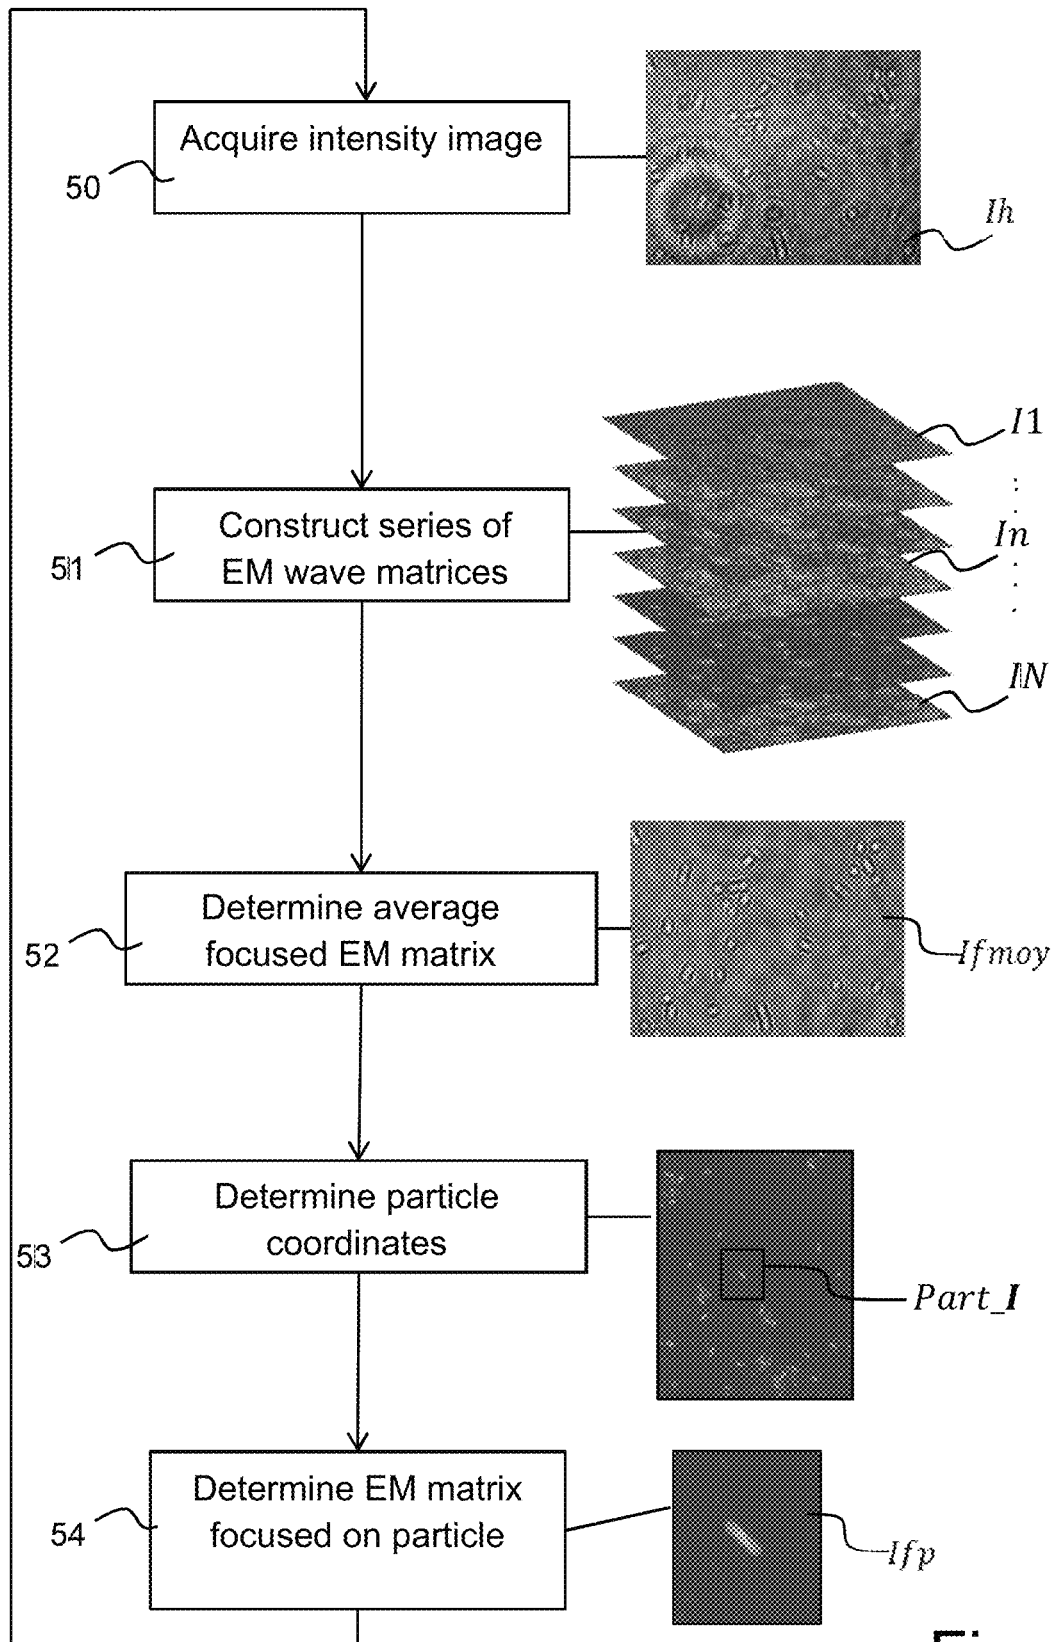 Acquire intensity image
50
Ih
I1
Construct series of
EM wave matrices
51
In
IN
Determine average
focused EM matrix
52
Ifmoy
Determine particle
coordinates
53
Part_I
Determine EM matrix
focused on particle
54
Ifp